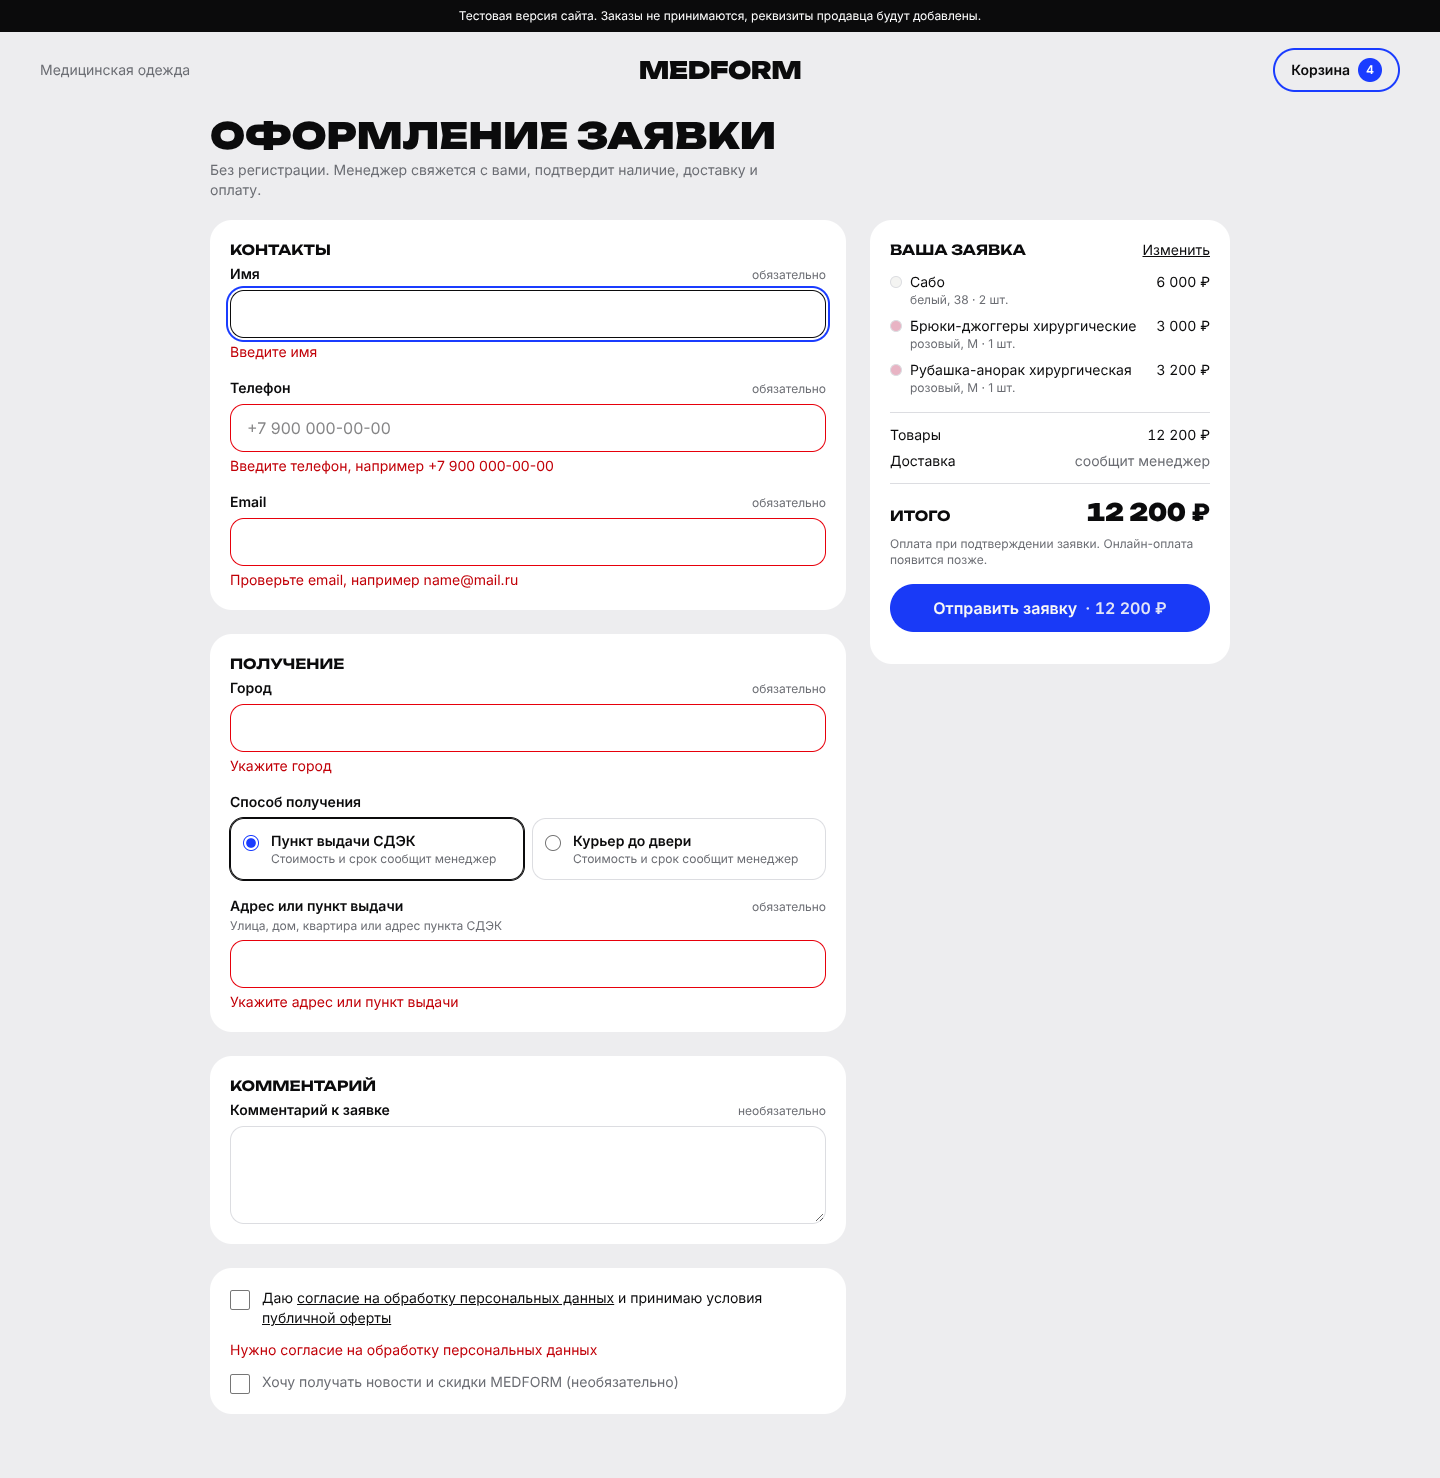 Тестовая версия сайта. Заказы не принимаются, реквизиты продавца будут добавлены.
Медицинская одежда
MEDFORM
Корзина 4
ОФОРМЛЕНИЕ ЗАЯВКИ
Без регистрации. Менеджер свяжется с вами, подтвердит наличие, доставку и
оплату.
КОНТАКТЫ
Имя обязательно
Введите имя
Телефон обязательно
+7 900 000-00-00
Введите телефон, например +7 900 000-00-00
Email обязательно
Проверьте email, например name@mail.ru
ПОЛУЧЕНИЕ
Город обязательно
Укажите город
Способ получения
Пункт выдачи СДЭК
Стоимость и срок сообщит менеджер
Курьер до двери
Стоимость и срок сообщит менеджер
Адрес или пункт выдачи обязательно
Улица, дом, квартира или адрес пункта СДЭК
Укажите адрес или пункт выдачи
КОММЕНТАРИЙ
Комментарий к заявке необязательно
Даю согласие на обработку персональных данных и принимаю условия
публичной оферты
Нужно согласие на обработку персональных данных
Хочу получать новости и скидки MEDFORM (необязательно)
ВАША ЗАЯВКА Изменить
Сабо 6 000 ₽
белый, 38 · 2 шт.
Брюки-джоггеры хирургические 3 000 ₽
розовый, M · 1 шт.
Рубашка-анорак хирургическая 3 200 ₽
розовый, M · 1 шт.
Товары 12 200 ₽
Доставка сообщит менеджер
ИТОГО 12 200 ₽
Оплата при подтверждении заявки. Онлайн-оплата
появится позже.
Отправить заявку · 12 200 ₽